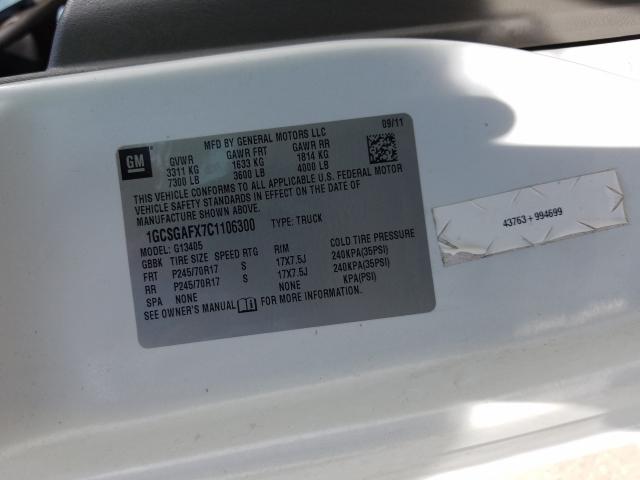 GM
MFD BY GENERAL MOTORS LLC 09/11
GVWR GAWR FRT GAWR RR
3311 KG 1633 KG 1814 KG
7300 LB 3600 LB 4000 LB
THIS VEHICLE CONFORMS TO ALL APPLICABLE U.S. FEDERAL MOTOR
VEHICLE SAFETY STANDARDS IN EFFECT ON THE DATE OF
MANUFACTURE SHOWN ABOVE.
1GCSGAFX7C1106300 TYPE: TRUCK
MODEL: G13405
GBBK TIRE SIZE SPEED RTG RIM COLD TIRE PRESSURE
FRT P245/70R17 S 17X7.5J 240KPA(35PSI)
RR P245/70R17 S 17X7.5J 240KPA(35PSI)
SPA NONE NONE KPA(PSI)
SEE OWNER'S MANUAL FOR MORE INFORMATION.
43763+994699